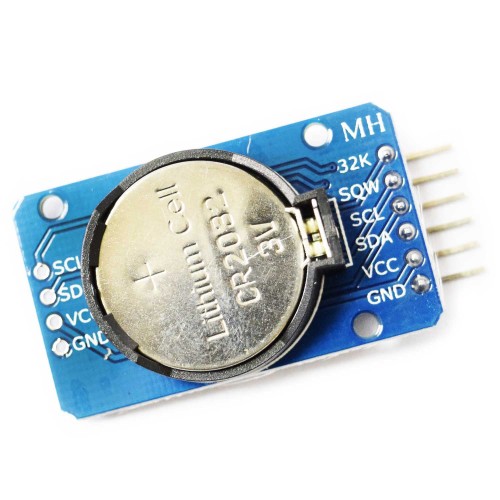 MH
32K
SQW
SCL
SDA
VCC
GND
SCL
SD
VC
GND
+
Lithium Cell
CR2032
3V